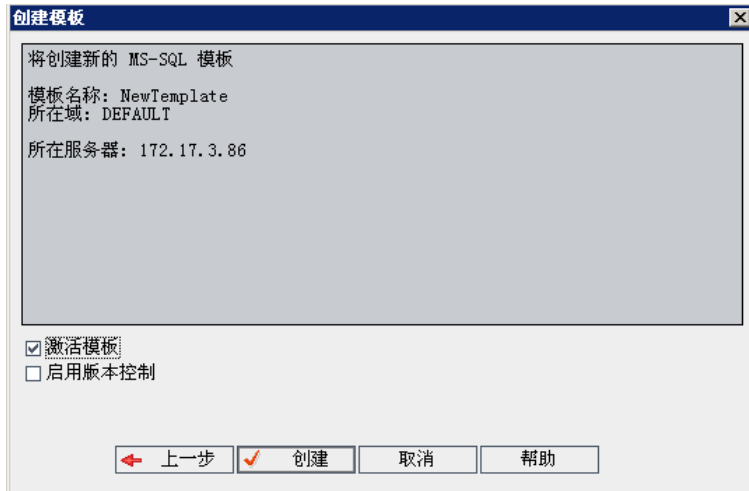 创建模板
将创建新的 MS-SQL 模板
模板名称: NewTemplate
所在域: DEFAULT
所在服务器: 172.17.3.86
激活模板
启用版本控制
上一步 创建 取消 帮助